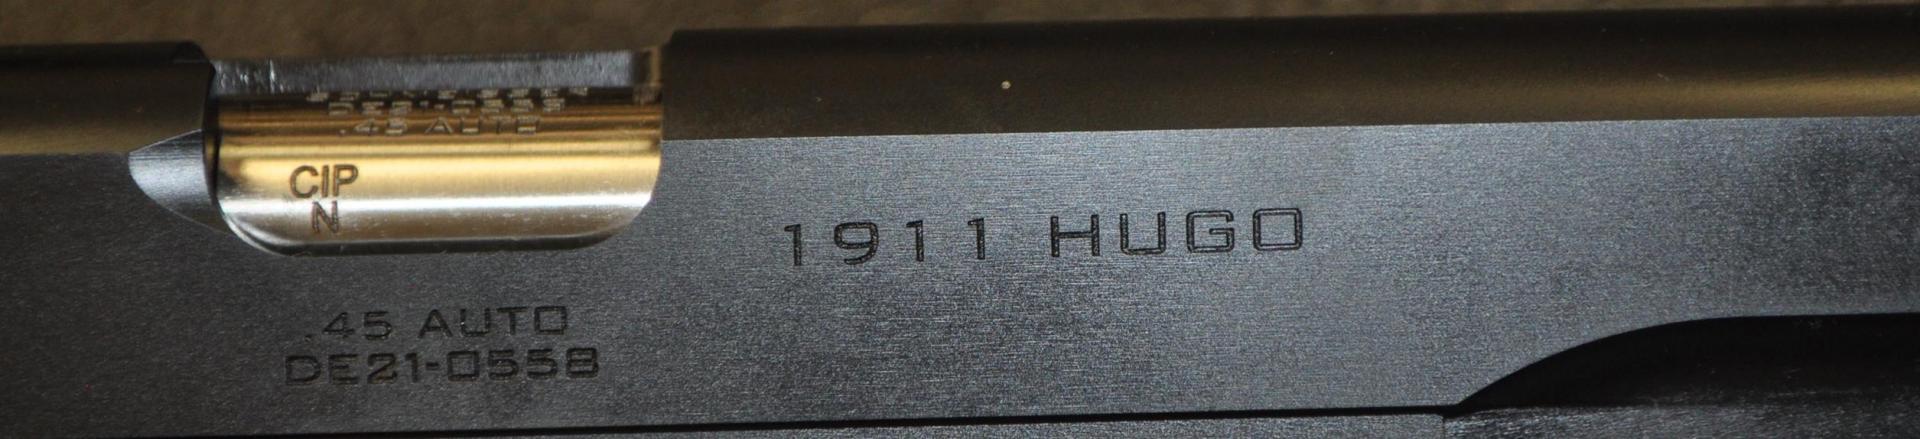 .45 AUTO
CIP
N
1911 HUGO
.45 AUTO
DE21-0558